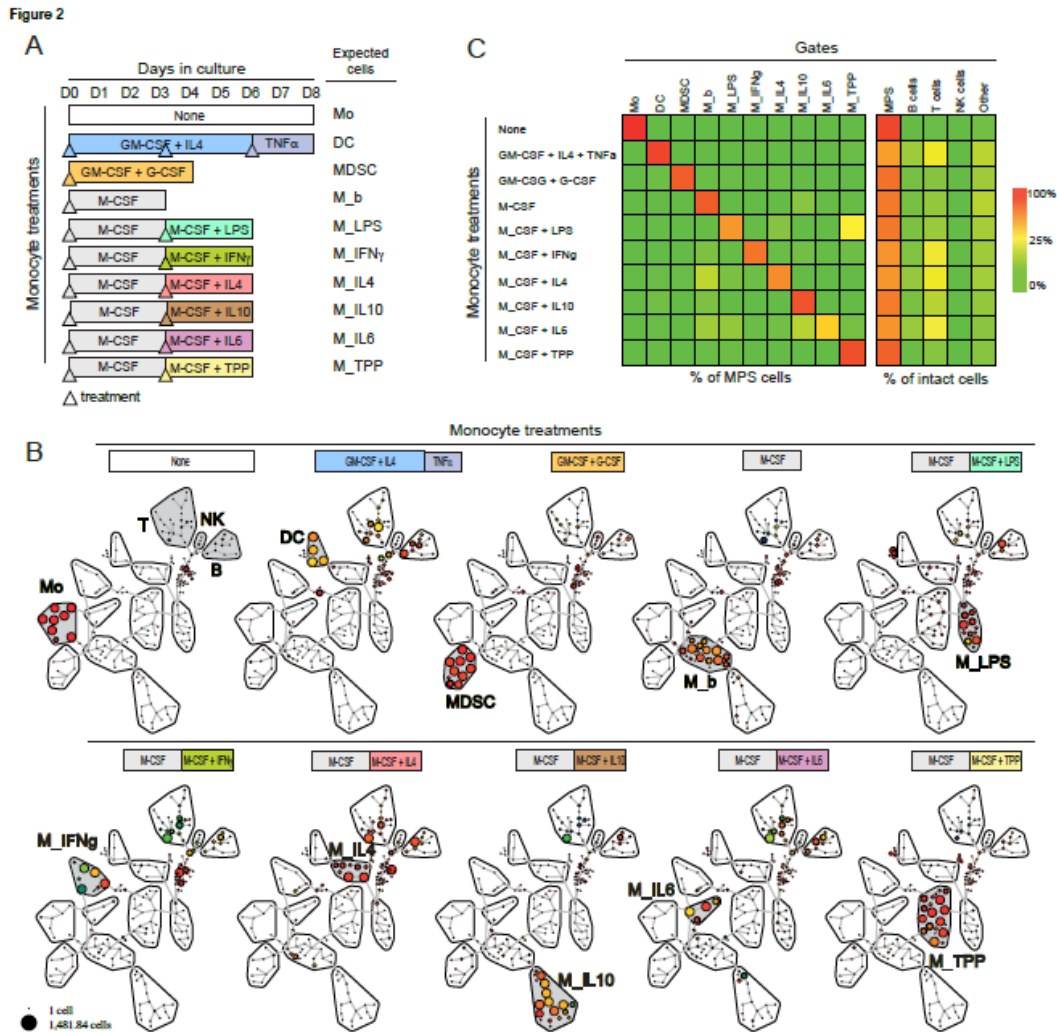 Figure 2
A
Days in culture
Expected
cells
D0 D1 D2 D3 D4 D5 D6 D7 D8
Monocyte treatments
None
Mo
GM-CSF + IL4
TNFα
DC
GM-CSF + G-CSF
MDSC
M-CSF
M_b
M-CSF
M-CSF + LPS
M_LPS
M-CSF
M-CSF + IFNγ
M_IFNγ
M-CSF
M-CSF + IL4
M_IL4
M-CSF
M-CSF + IL10
M_IL10
M-CSF
M-CSF + IL6
M_IL6
M-CSF
M-CSF + TPP
M_TPP
treatment
C
Gates
Mo
DC
MDSC
M_b
M_LPS
M_IFNg
M_IL4
M_IL10
M_IL6
M_TPP
MPS
B cells
T cells
NK cells
Other
Monocyte treatments
None
GM-CSF + IL4 + TNFa
GM-CSG + G-CSF
M-CSF
M_CSF + LPS
M_CSF + IFNg
M_CSF + IL4
M_CSF + IL10
M_CSF + IL6
M_CSF + TPP
% of MPS cells
% of intact cells
100%
25%
0%
B
Monocyte treatments
None
GM-CSF + IL4
TNFα
GM-CSF + G-CSF
M-CSF
M-CSF
M-CSF + LPS
T
NK
B
Mo
DC
MDSC
M_b
M_LPS
M-CSF
M-CSF + IFNγ
M-CSF
M-CSF + IL4
M-CSF
M-CSF + IL10
M-CSF
M-CSF + IL6
M-CSF
M-CSF + TPP
M_IFNg
M_IL4
M_IL10
M_IL6
M_TPP
1 cell
1,481.84 cells